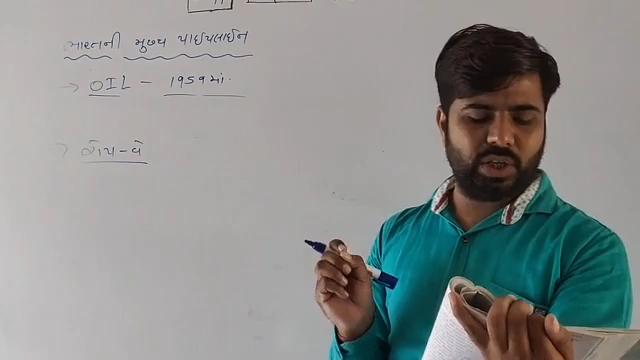 ભારતની મુખ્ય પાઈપલાઈન
→ OIL - 1959માં.
રોપ-વે